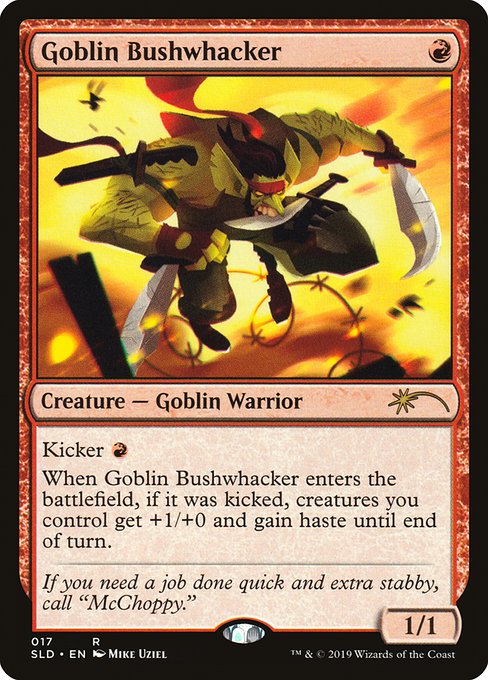 Goblin Bushwhacker
Creature — Goblin Warrior
Kicker
When Goblin Bushwhacker enters the
battlefield, if it was kicked, creatures you
control get +1/+0 and gain haste until end
of turn.
If you need a job done quick and extra stabby,
call “McChoppy.”
1/1
017 R
SLD • EN Mike Uziel
™ & © 2019 Wizards of the Coast